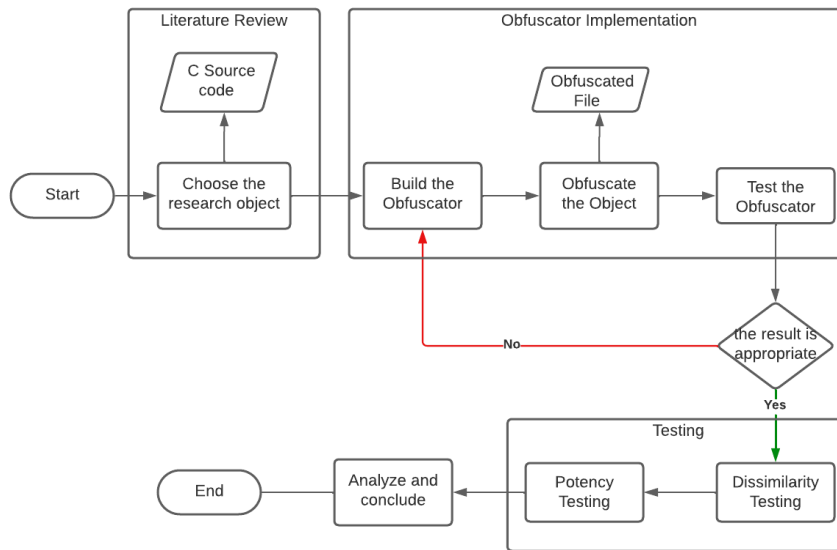 Literature Review
Obfuscator Implementation
C Source
code
Obfuscated
File
Start
Choose the
research object
Build the
Obfuscator
Obfuscate
the Object
Test the
Obfuscator
the result is
appropriate
No
Yes
Testing
End
Analyze and
conclude
Potency
Testing
Dissimilarity
Testing